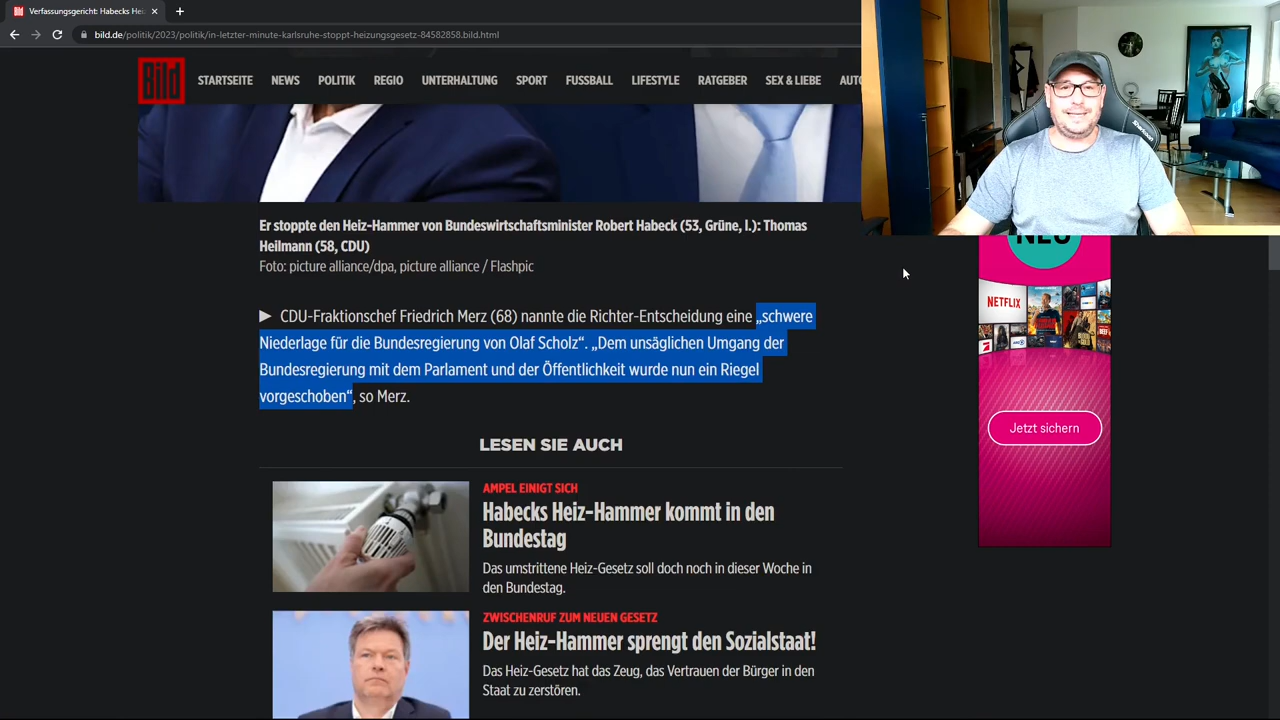 Verfassungsgericht: Habecks Hei
bild.de/politik/2023/politik/in-letzter-minute-karlsruhe-stoppt-heizungsgesetz-84582858.bild.html
Bild
STARTSEITE NEWS POLITIK REGIO UNTERHALTUNG SPORT FUSSBALL LIFESTYLE RATGEBER SEX & LIEBE AUTO
Er stoppte den Heiz-Hammer von Bundeswirtschaftsminister Robert Habeck (53, Grüne, l.): Thomas
Heilmann (58, CDU)
Foto: picture alliance/dpa, picture alliance / Flashpic
▶ CDU-Fraktionschef Friedrich Merz (68) nannte die Richter-Entscheidung eine „schwere
Niederlage für die Bundesregierung von Olaf Scholz“. „Dem unsäglichen Umgang der
Bundesregierung mit dem Parlament und der Öffentlichkeit wurde nun ein Riegel
vorgeschoben“, so Merz.
LESEN SIE AUCH
AMPEL EINIGT SICH
Habecks Heiz-Hammer kommt in den
Bundestag
Das umstrittene Heiz-Gesetz soll doch noch in dieser Woche in
den Bundestag.
ZWISCHENRUF ZUM NEUEN GESETZ
Der Heiz-Hammer sprengt den Sozialstaat!
Das Heiz-Gesetz hat das Zeug, das Vertrauen der Bürger in den
Staat zu zerstören.
NEU
NETFLIX
Jetzt sichern